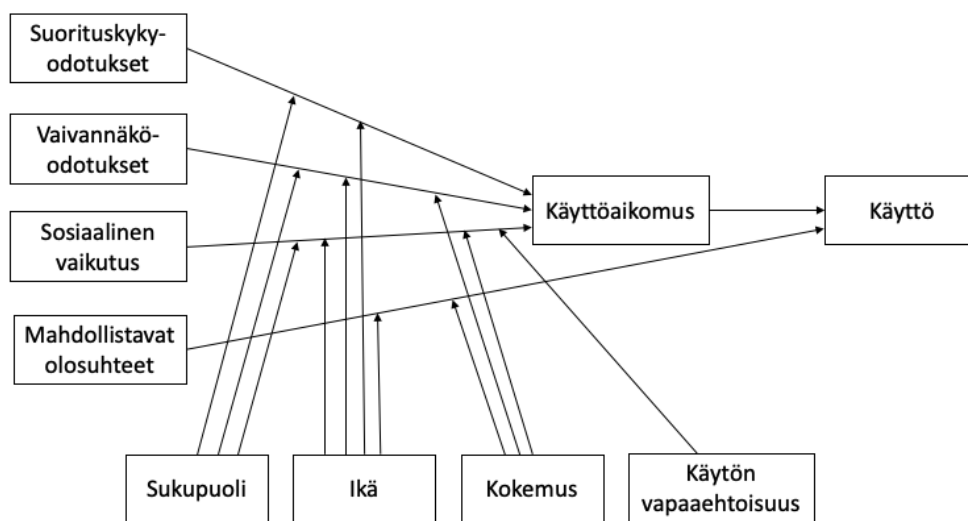 Suorituskyky-
odotukset
Vaivannäkö-
odotukset
Sosiaalinen
vaikutus
Mahdollistavat
olosuhteet
Käyttöaikomus
Käyttö
Sukupuoli
Ikä
Kokemus
Käytön
vapaaehtoisuus